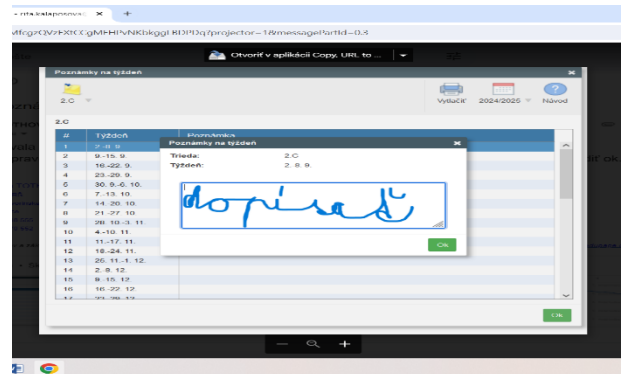 Otvoriť v aplikácii Copy, URL to ...
Poznámky na týždeň
2.C
Vytlačiť
2024/2025
Návod
2.C
# Týždeň Poznámka
1
2 9.-15. 9.
3 16.-22. 9.
4 23.-29. 9.
5 30. 9.-6. 10.
6 7.-13. 10.
7 14.-20. 10.
8 21.-27. 10.
9 28. 10.-3. 11.
10 4.-10. 11.
11 11.-17. 11.
12 18.-24. 11.
13 25. 11.-1. 12.
14 2.-8. 12.
15 9.-15. 12.
16 16.-22. 12.
Poznámky na týždeň
Trieda: 2.C
Týždeň: 2.-8. 9.
dopísať
Ok
Ok